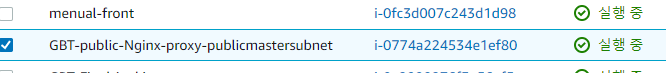 menual-front i-0fc3d007c243d1d98 실행 중
GBT-public-Nginx-proxy-publicmastersubnet i-0774a224534e1ef80 실행 중